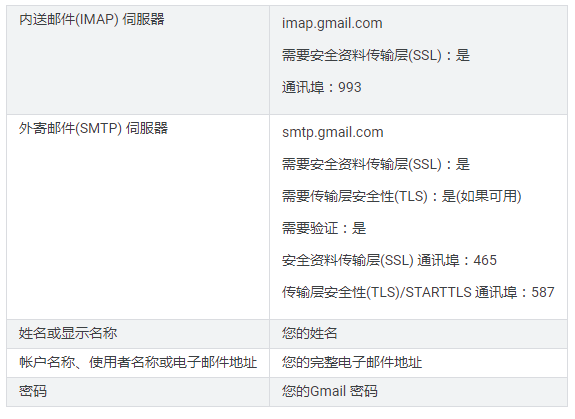 内送邮件(IMAP) 伺服器
imap.gmail.com
需要安全资料传输层(SSL)：是
通讯埠：993
外寄邮件(SMTP) 伺服器
smtp.gmail.com
需要安全资料传输层(SSL)：是
需要传输层安全性(TLS)：是(如果可用)
需要验证：是
安全资料传输层(SSL) 通讯埠：465
传输层安全性(TLS)/STARTTLS 通讯埠：587
姓名或显示名称
您的姓名
帐户名称、使用者名称或电子邮件地址
您的完整电子邮件地址
密码
您的Gmail 密码